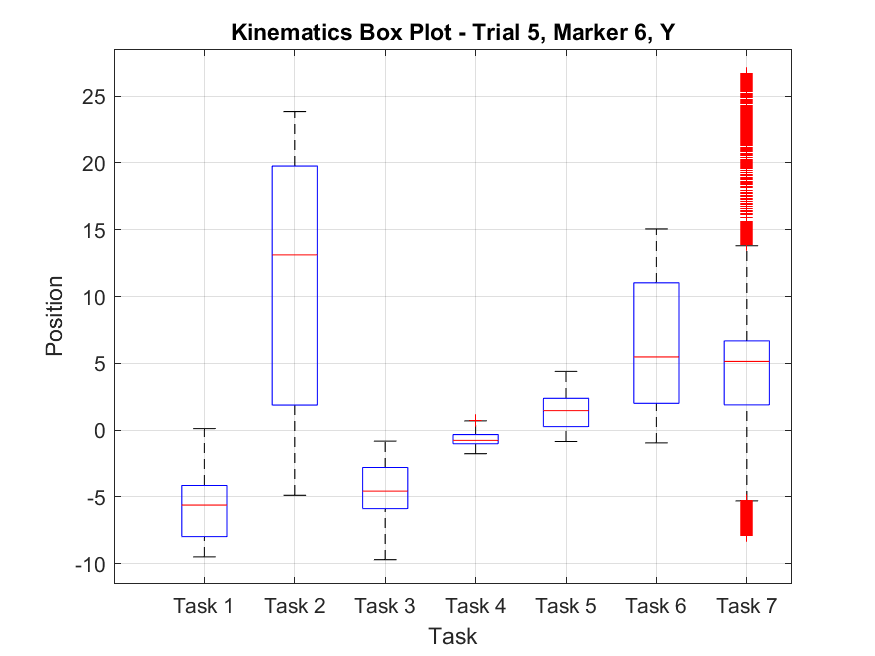 Kinematics Box Plot - Trial 5, Marker 6, Y
25
20
15
10
5
0
-5
-10
Position
Task 1 Task 2 Task 3 Task 4 Task 5 Task 6 Task 7
Task